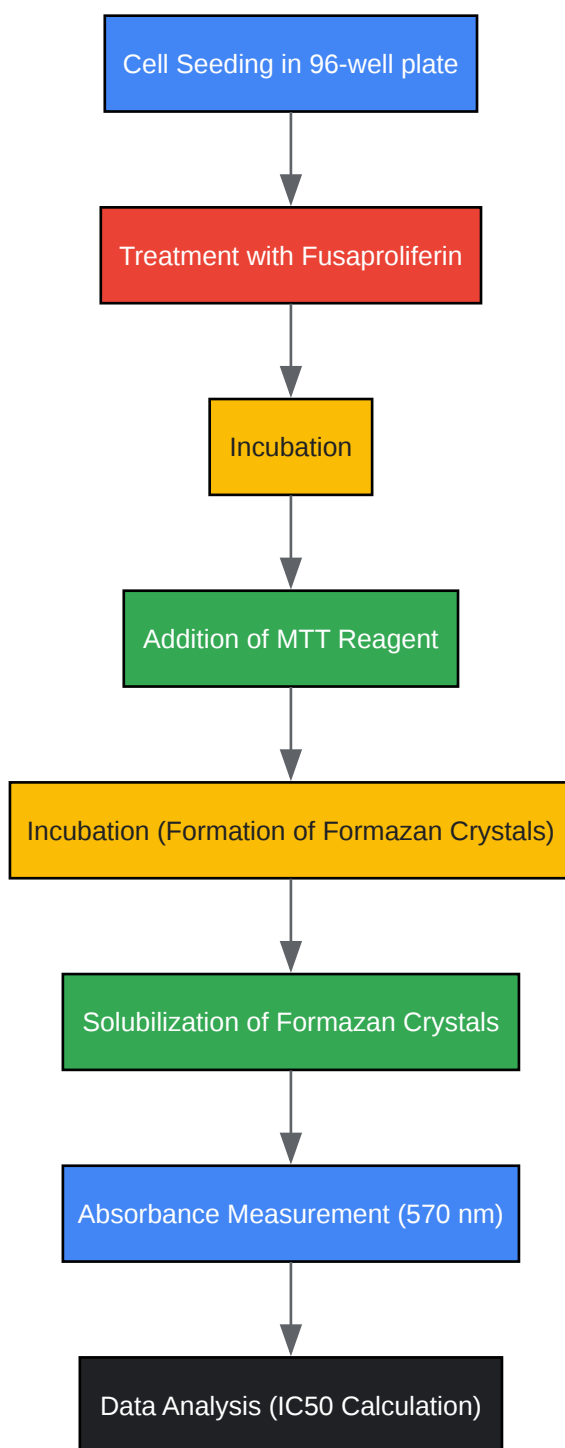 Cell Seeding in 96-well plate
Treatment with Fusaproliferin
Incubation
Addition of MTT Reagent
Incubation (Formation of Formazan Crystals)
Solubilization of Formazan Crystals
Absorbance Measurement (570 nm)
Data Analysis (IC50 Calculation)